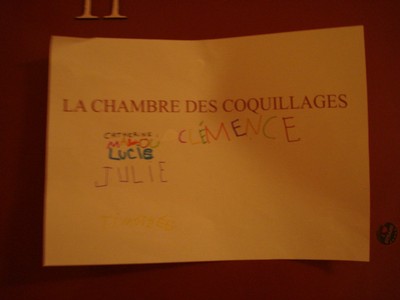 LA CHAMBRE DES COQUILLAGES
CATHERINE
CLÉMENCE
LUCIE
JULIE